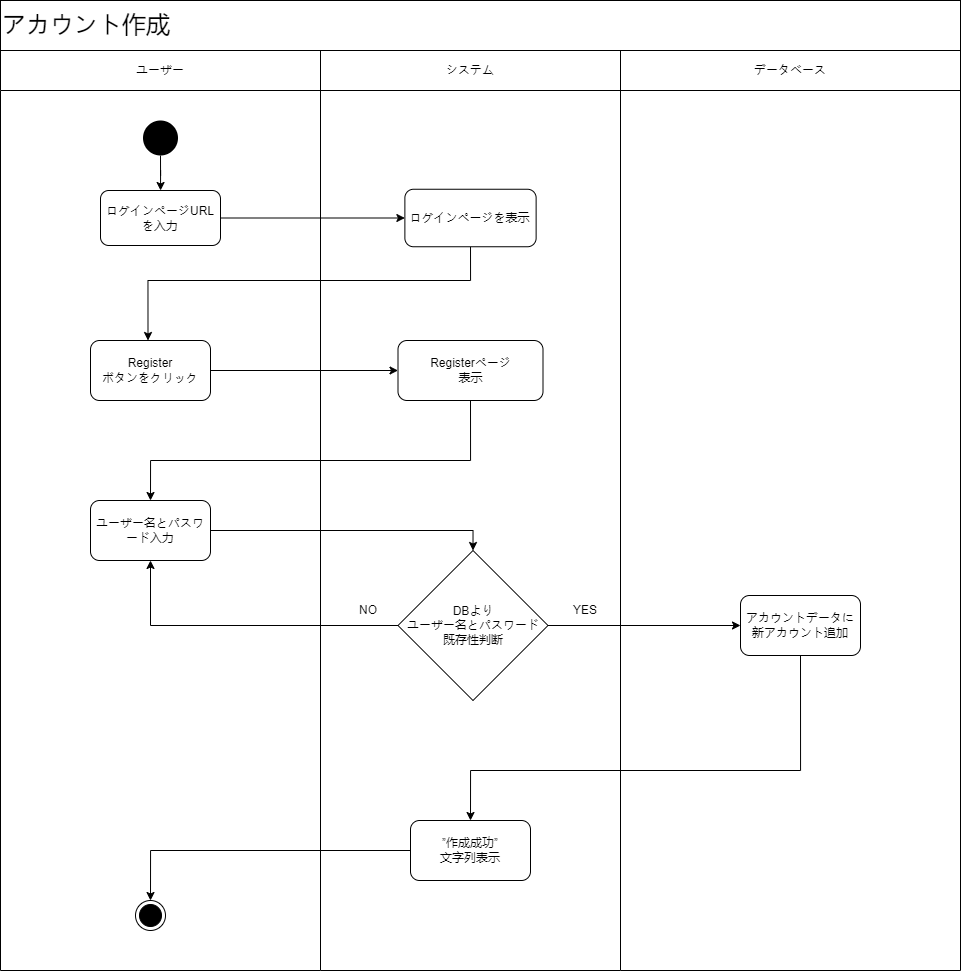 アカウント作成
ユーザー
システム
データベース
ログインページURL
を入力
ログインページを表示
Register
ボタンをクリック
Registerページ
表示
ユーザー名とパスワ
ード入力
NO
DBより
ユーザー名とパスワード
既存性判断
YES
アカウントデータに
新アカウント追加
”作成成功”
文字列表示